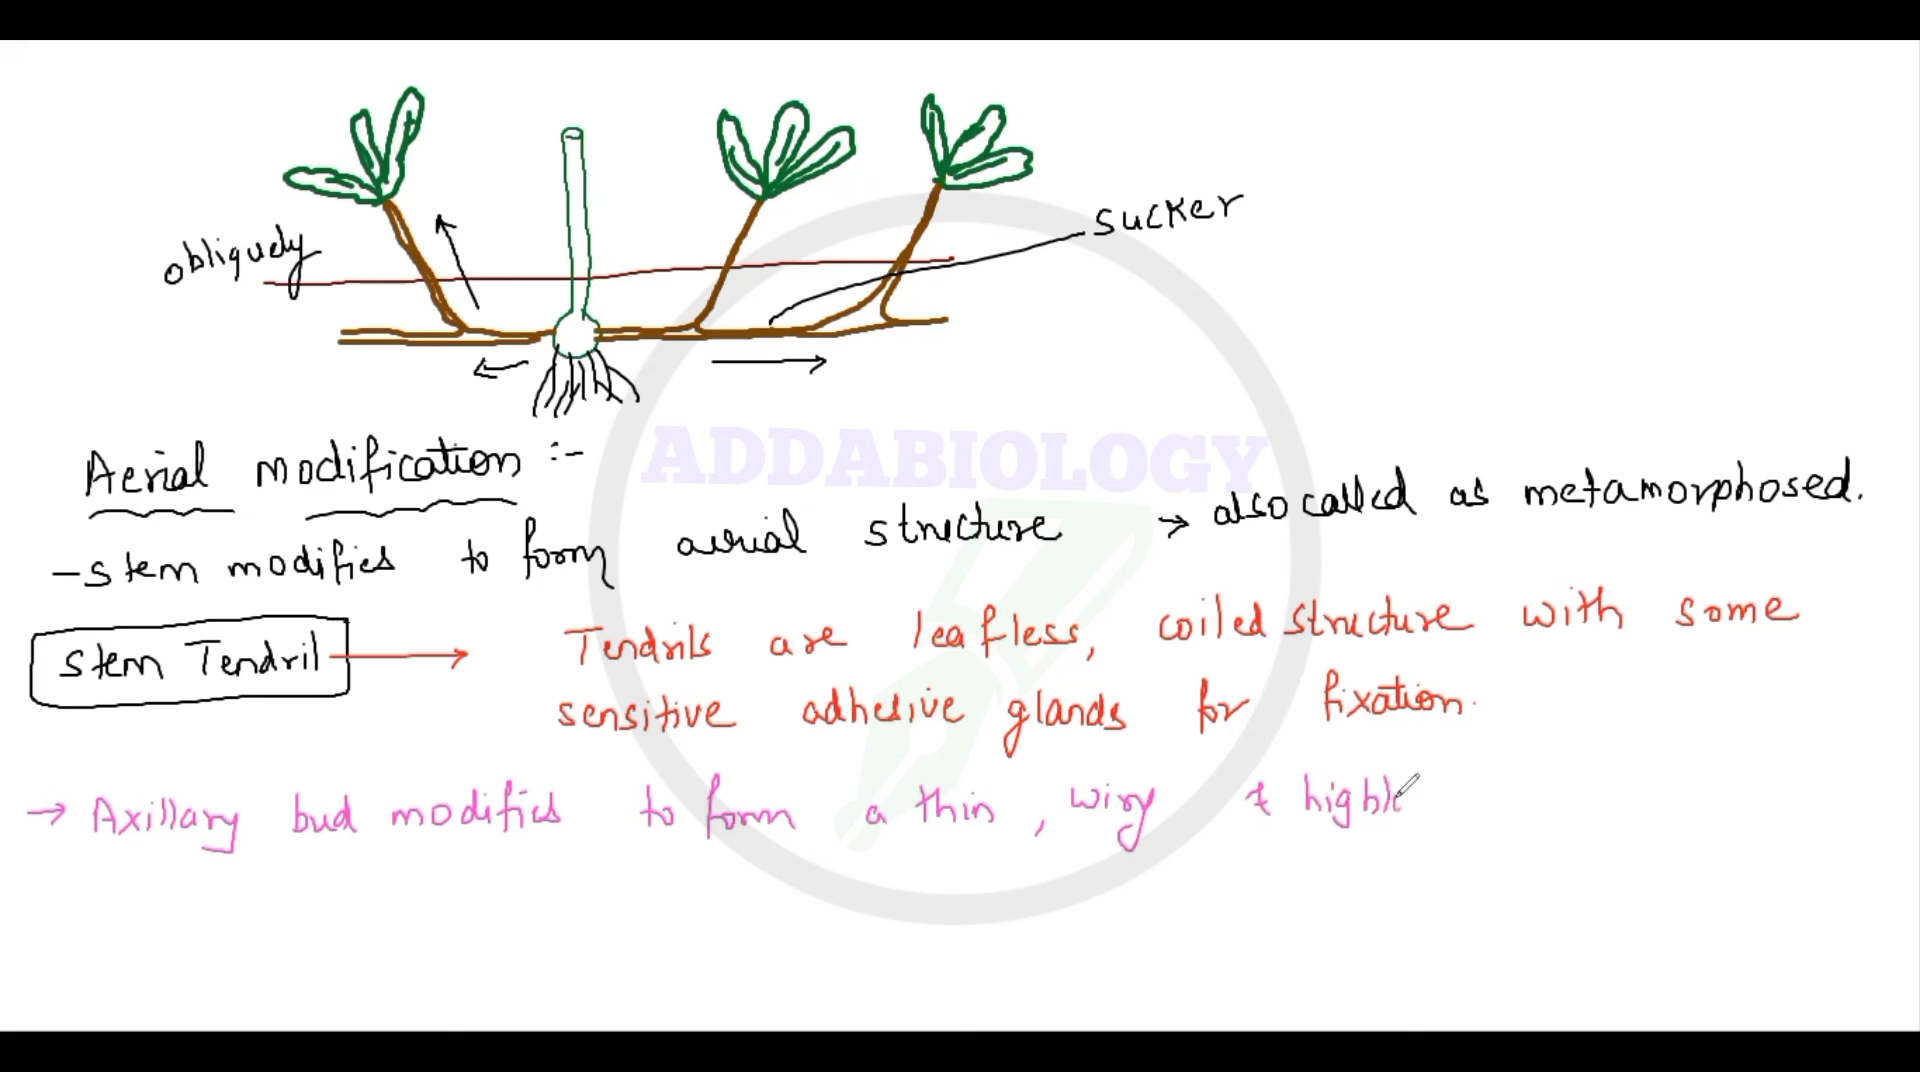 sucker
obliquely
ADDABIOLOGY
Aerial modification :-
- stem modifies to form aerial structure → also called as metamorphosed.
Stem Tendril → Tendrils are leafless, coiled structure with some
sensitive adhesive glands for fixation.
→ Axillary bud modifies to form a thin, wiry & highl